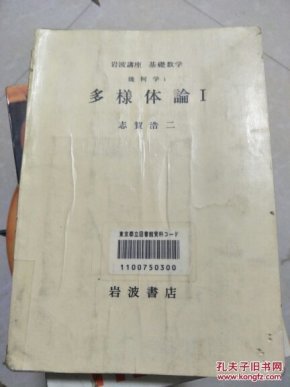 岩波講座 基礎数学
幾何学 i
多様体論 I
志賀浩二
東京都立図書館資料コード
1100750300
岩波書店
孔夫子旧书网